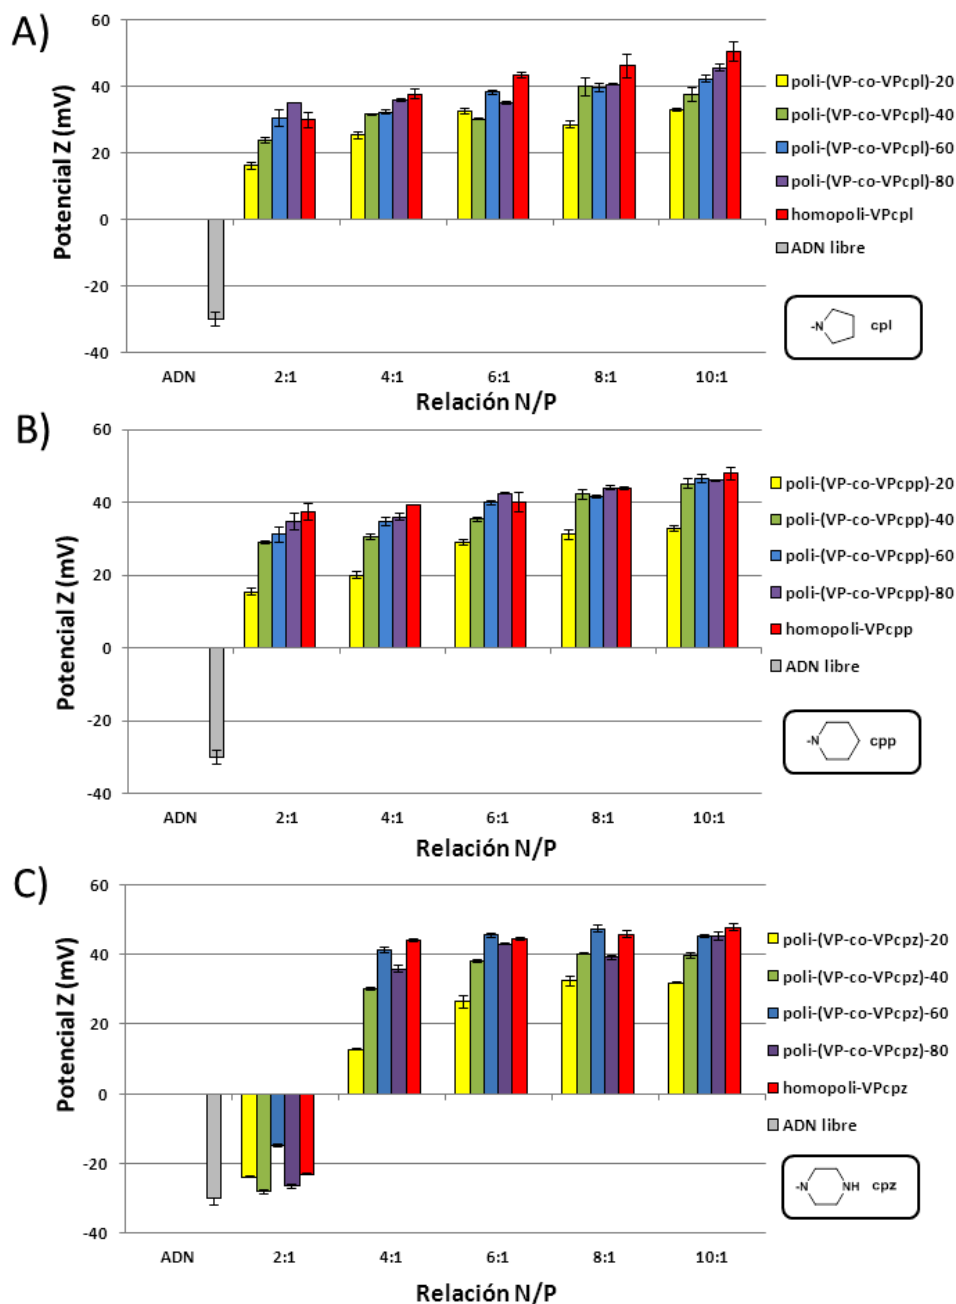 A)
60
40
20
0
-20
-40
Potencial Z (mV)
ADN
2:1
4:1
6:1
8:1
10:1
Relación N/P
poli-(VP-co-VPcpl)-20
poli-(VP-co-VPcpl)-40
poli-(VP-co-VPcpl)-60
poli-(VP-co-VPcpl)-80
homopoli-VPcpl
ADN libre
-N cpl
B)
60
40
20
0
-20
-40
Potencial Z (mV)
ADN
2:1
4:1
6:1
8:1
10:1
Relación N/P
poli-(VP-co-VPcpp)-20
poli-(VP-co-VPcpp)-40
poli-(VP-co-VPcpp)-60
poli-(VP-co-VPcpp)-80
homopoli-VPcpp
ADN libre
-N cpp
C)
60
40
20
0
-20
-40
Potencial Z (mV)
ADN
2:1
4:1
6:1
8:1
10:1
Relación N/P
poli-(VP-co-VPcpz)-20
poli-(VP-co-VPcpz)-40
poli-(VP-co-VPcpz)-60
poli-(VP-co-VPcpz)-80
homopoli-VPcpz
ADN libre
-N NH cpz